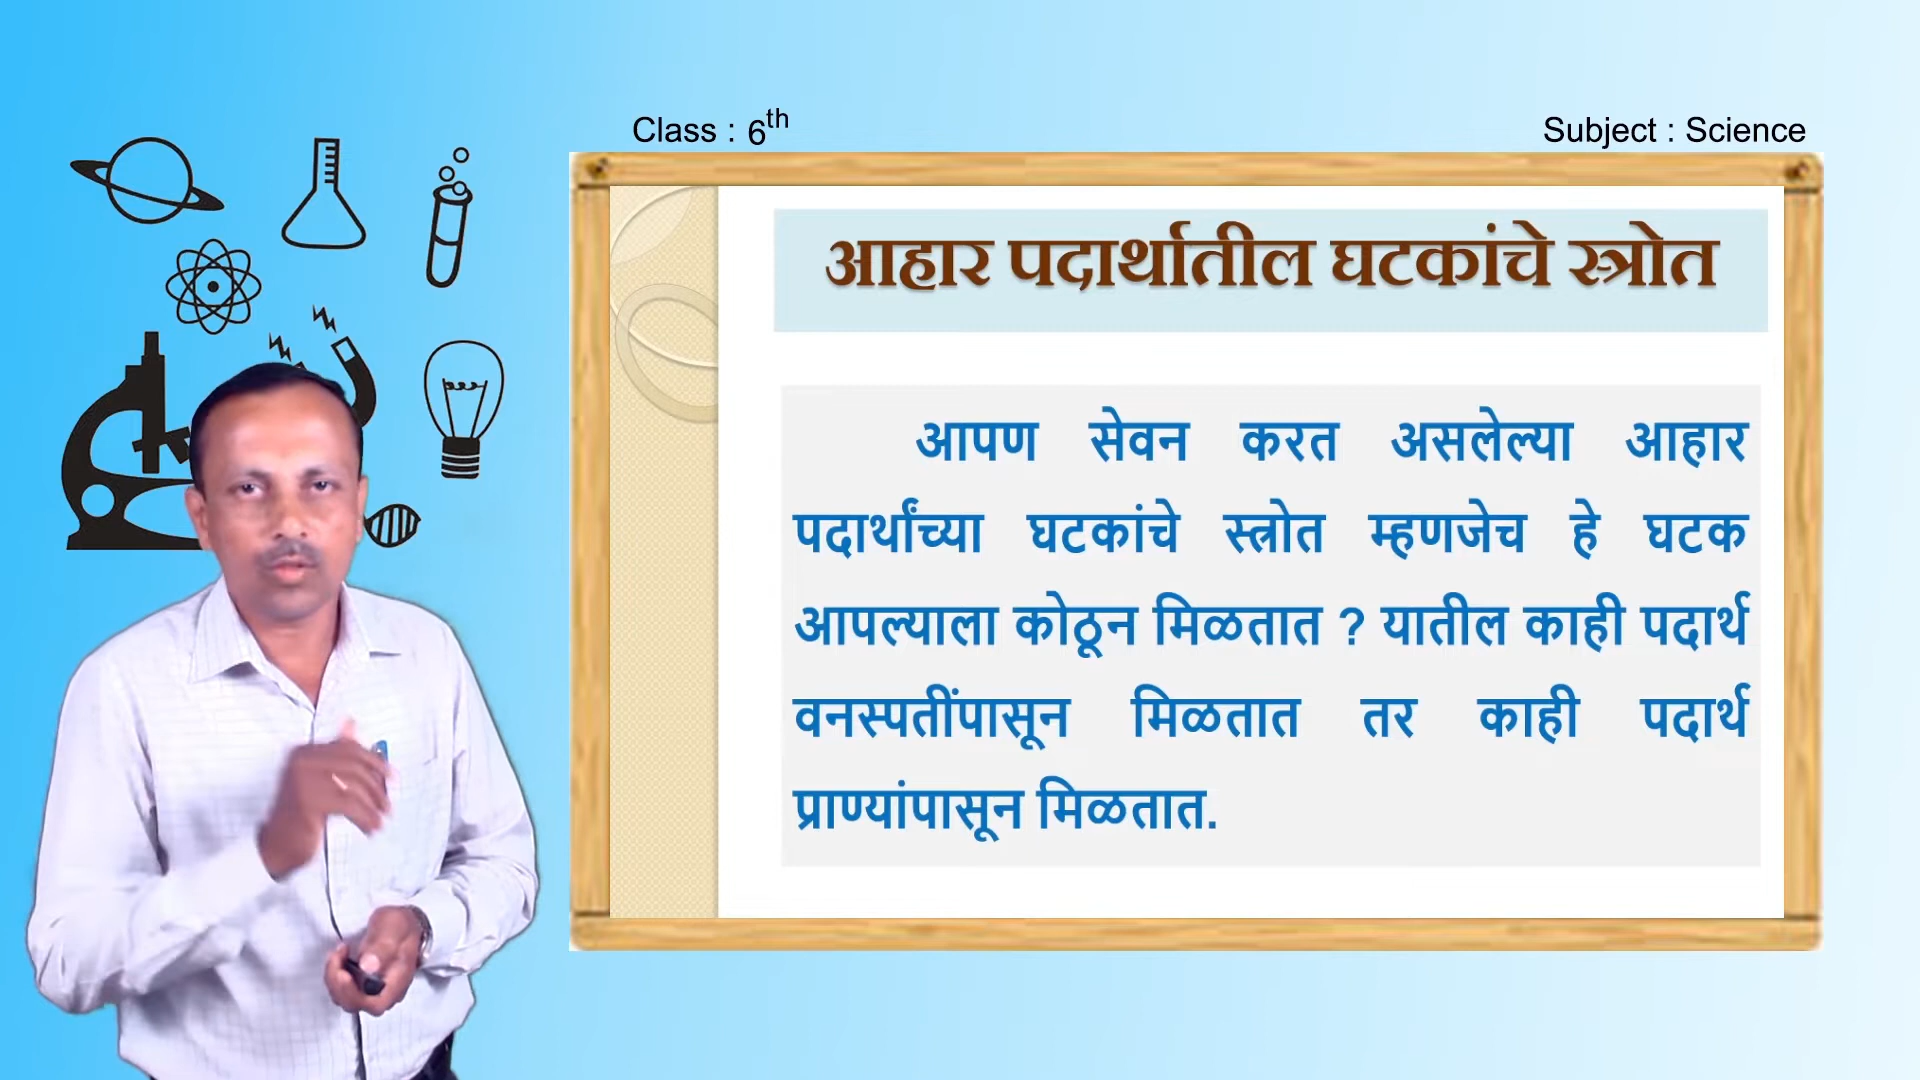 Class : 6th
Subject : Science
आहार पदार्थातील घटकांचे स्त्रोत
आपण सेवन करत असलेल्या आहार
पदार्थांच्या घटकांचे स्त्रोत म्हणजेच हे घटक
आपल्याला कोठून मिळतात ? यातील काही पदार्थ
वनस्पतींपासून मिळतात तर काही पदार्थ
प्राण्यांपासून मिळतात.